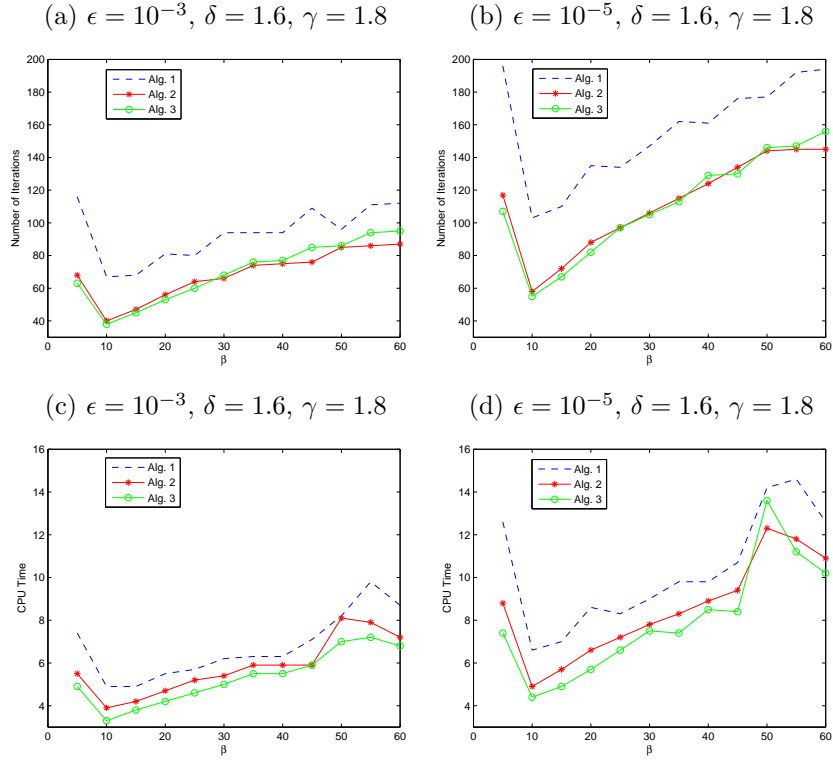 (a) ϵ = 10⁻³, δ = 1.6, γ = 1.8
200
180
160
140
120
100
80
60
40
0
10
20
30
40
50
60
Number of Iterations
β
Alg. 1
Alg. 2
Alg. 3
(b) ϵ = 10⁻⁵, δ = 1.6, γ = 1.8
200
180
160
140
120
100
80
60
40
0
10
20
30
40
50
60
Number of Iterations
β
Alg. 1
Alg. 2
Alg. 3
(c) ϵ = 10⁻³, δ = 1.6, γ = 1.8
16
14
12
10
8
6
4
0
10
20
30
40
50
60
CPU Time
β
Alg. 1
Alg. 2
Alg. 3
(d) ϵ = 10⁻⁵, δ = 1.6, γ = 1.8
16
14
12
10
8
6
4
0
10
20
30
40
50
60
CPU Time
β
Alg. 1
Alg. 2
Alg. 3